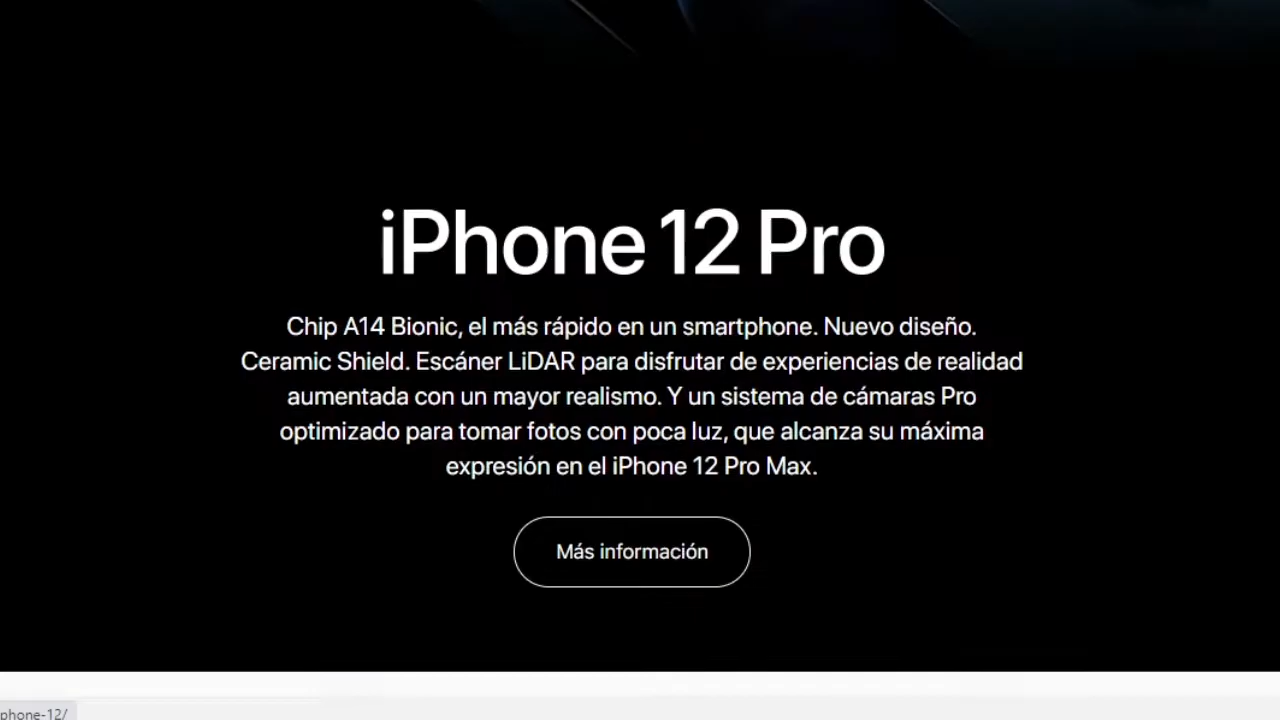 iPhone 12 Pro
Chip A14 Bionic, el más rápido en un smartphone. Nuevo diseño.
Ceramic Shield. Escáner LiDAR para disfrutar de experiencias de realidad
aumentada con un mayor realismo. Y un sistema de cámaras Pro
optimizado para tomar fotos con poca luz, que alcanza su máxima
expresión en el iPhone 12 Pro Max.
Más información
phone-12/